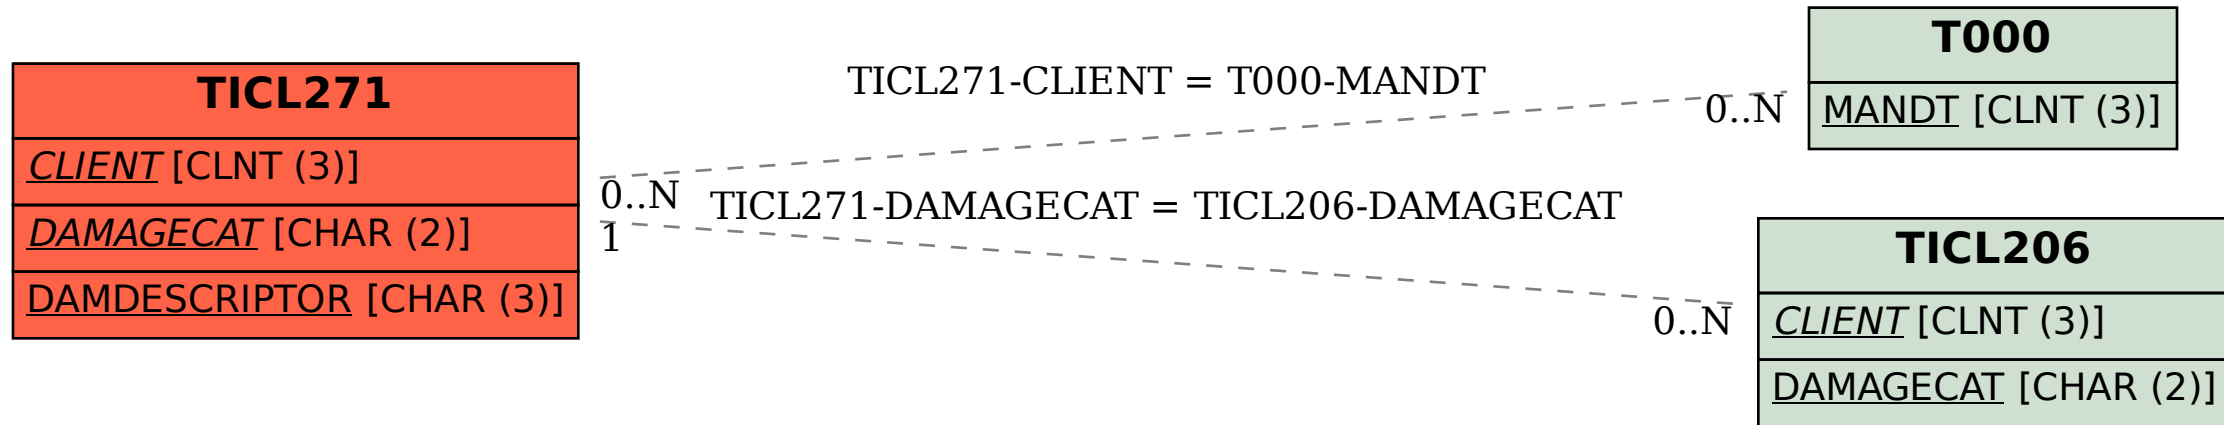 TICL271
CLIENT [CLNT (3)]
DAMAGECAT [CHAR (2)]
DAMDESCRIPTOR [CHAR (3)]
TICL271-CLIENT = T000-MANDT
0..N
0..N
TICL271-DAMAGECAT = TICL206-DAMAGECAT
1
0..N
T000
MANDT [CLNT (3)]
TICL206
CLIENT [CLNT (3)]
DAMAGECAT [CHAR (2)]